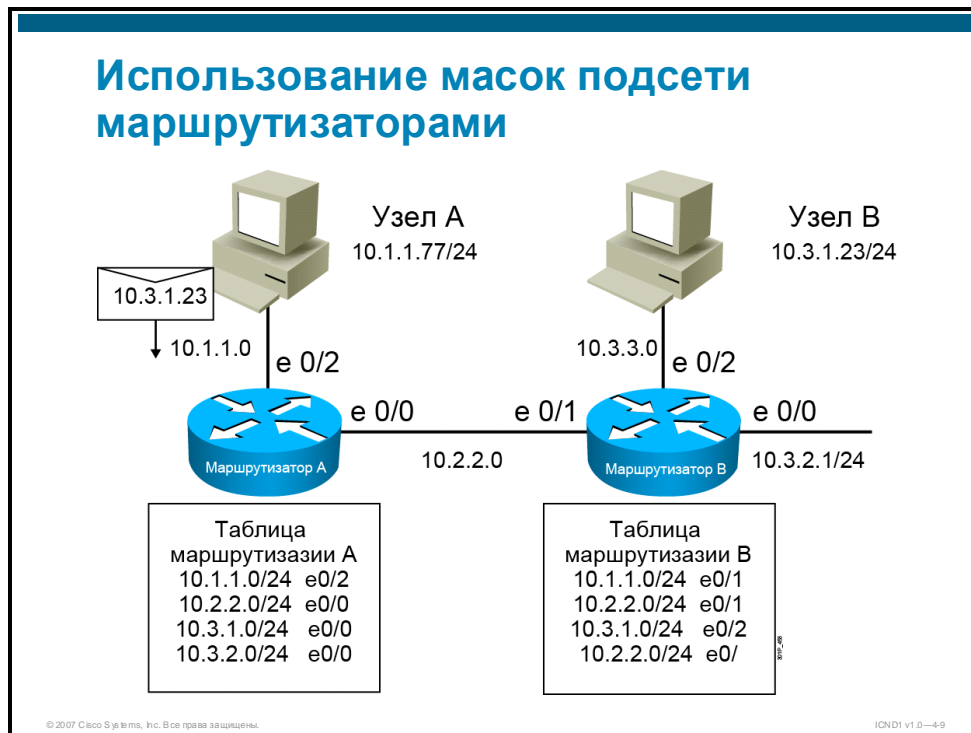 Использование масок подсети
маршрутизаторами
Узел A
10.1.1.77/24
Узел B
10.3.1.23/24
10.3.1.23
10.1.1.0
e 0/2
10.3.3.0
e 0/2
e 0/0
e 0/1
e 0/0
Маршрутизатор A
10.2.2.0
Маршрутизатор B
10.3.2.1/24
Таблица
маршрутизазии A
10.1.1.0/24 e0/2
10.2.2.0/24 e0/0
10.3.1.0/24 e0/0
10.3.2.0/24 e0/0
Таблица
маршрутизазии B
10.1.1.0/24 e0/1
10.2.2.0/24 e0/1
10.3.1.0/24 e0/2
10.2.2.0/24 e0/
© 2007 Cisco Systems, Inc. Все права защищены.
ICND1 v1.0—4-9